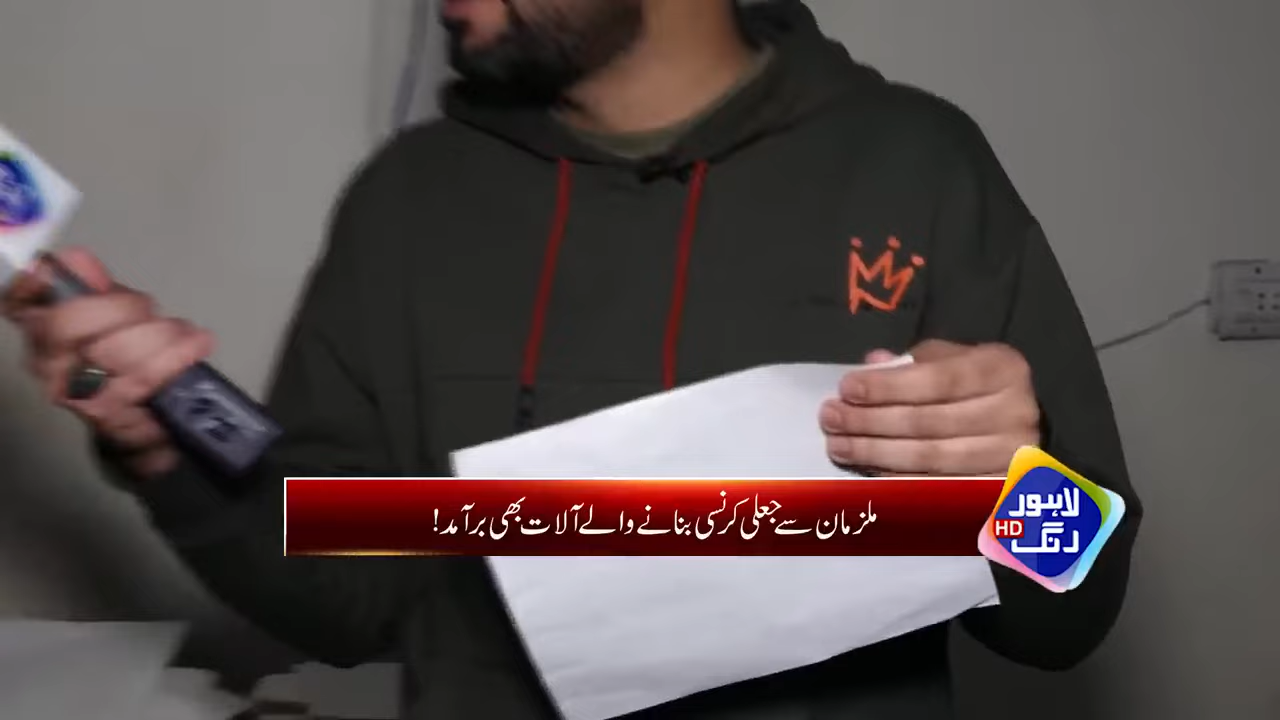 ملزمان سے جعلی کرنسی بنانے والے آلات بھی برآمد!
لاہور
HD
رنگ